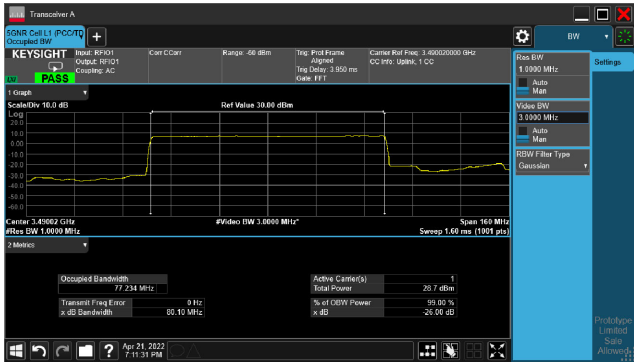 Transceiver A
5GNR Cell L1 (PCC/TD
Occupied BW
BW
KEYSIGHT
Input: RFIO1
Output: RFIO1
Coupling: AC
Corr CCorr
Range: -60 dBm
Trig: Prot Frame
Aligned
Trig Delay: 3.950 ms
Gate: FFT
Carrier Ref Freq: 3.490020000 GHz
CC Info: Uplink, 1 CC
PASS
Res BW
1.0000 MHz
Auto
Man
Video BW
3.0000 MHz
Auto
Man
RBW Filter Type
Gaussian
Settings
1 Graph
Scale/Div 10.0 dB
Ref Value 30.00 dBm
Log
20.0
10.0
0.00
-10.0
-20.0
-30.0
-40.0
-50.0
-60.0
Center 3.49002 GHz
#Video BW 3.0000 MHz*
Span 160 MHz
#Res BW 1.0000 MHz
Sweep 1.60 ms (1001 pts)
2 Metrics
Occupied Bandwidth
77.234 MHz
Active Carrier(s) 1
Total Power 28.7 dBm
Transmit Freq Error 0 Hz
x dB Bandwidth 80.10 MHz
% of OBW Power 99.00 %
x dB -26.00 dB
Prototype
Limited
Sale
Allowed
Apr 21, 2022
7:11:31 PM